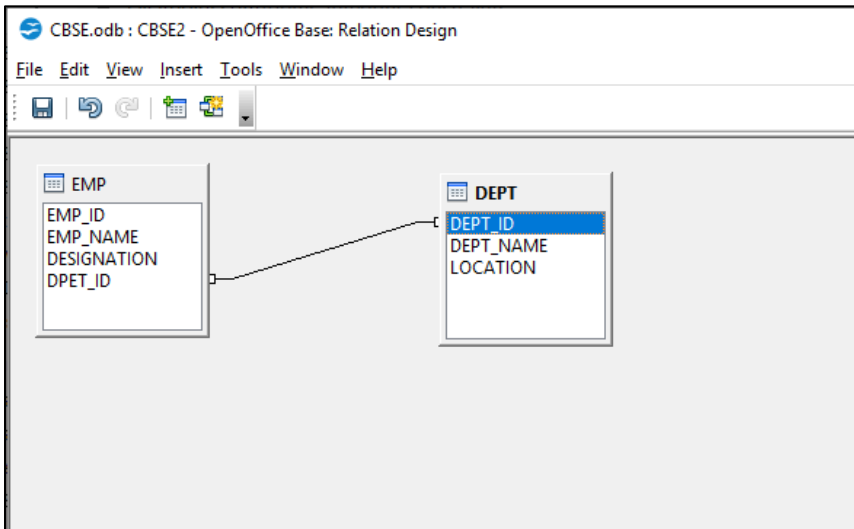 CBSE.odb : CBSE2 - OpenOffice Base: Relation Design
File Edit View Insert Tools Window Help
EMP
EMP_ID
EMP_NAME
DESIGNATION
DPET_ID
DEPT
DEPT_ID
DEPT_NAME
LOCATION